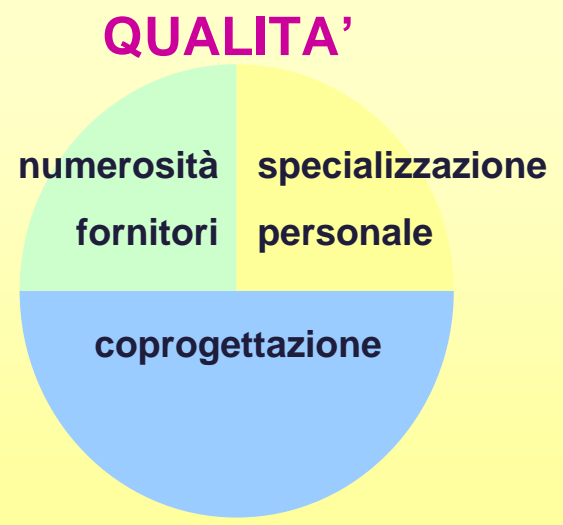 QUALITA’
numerosità
fornitori
specializzazione
personale
coprogettazione